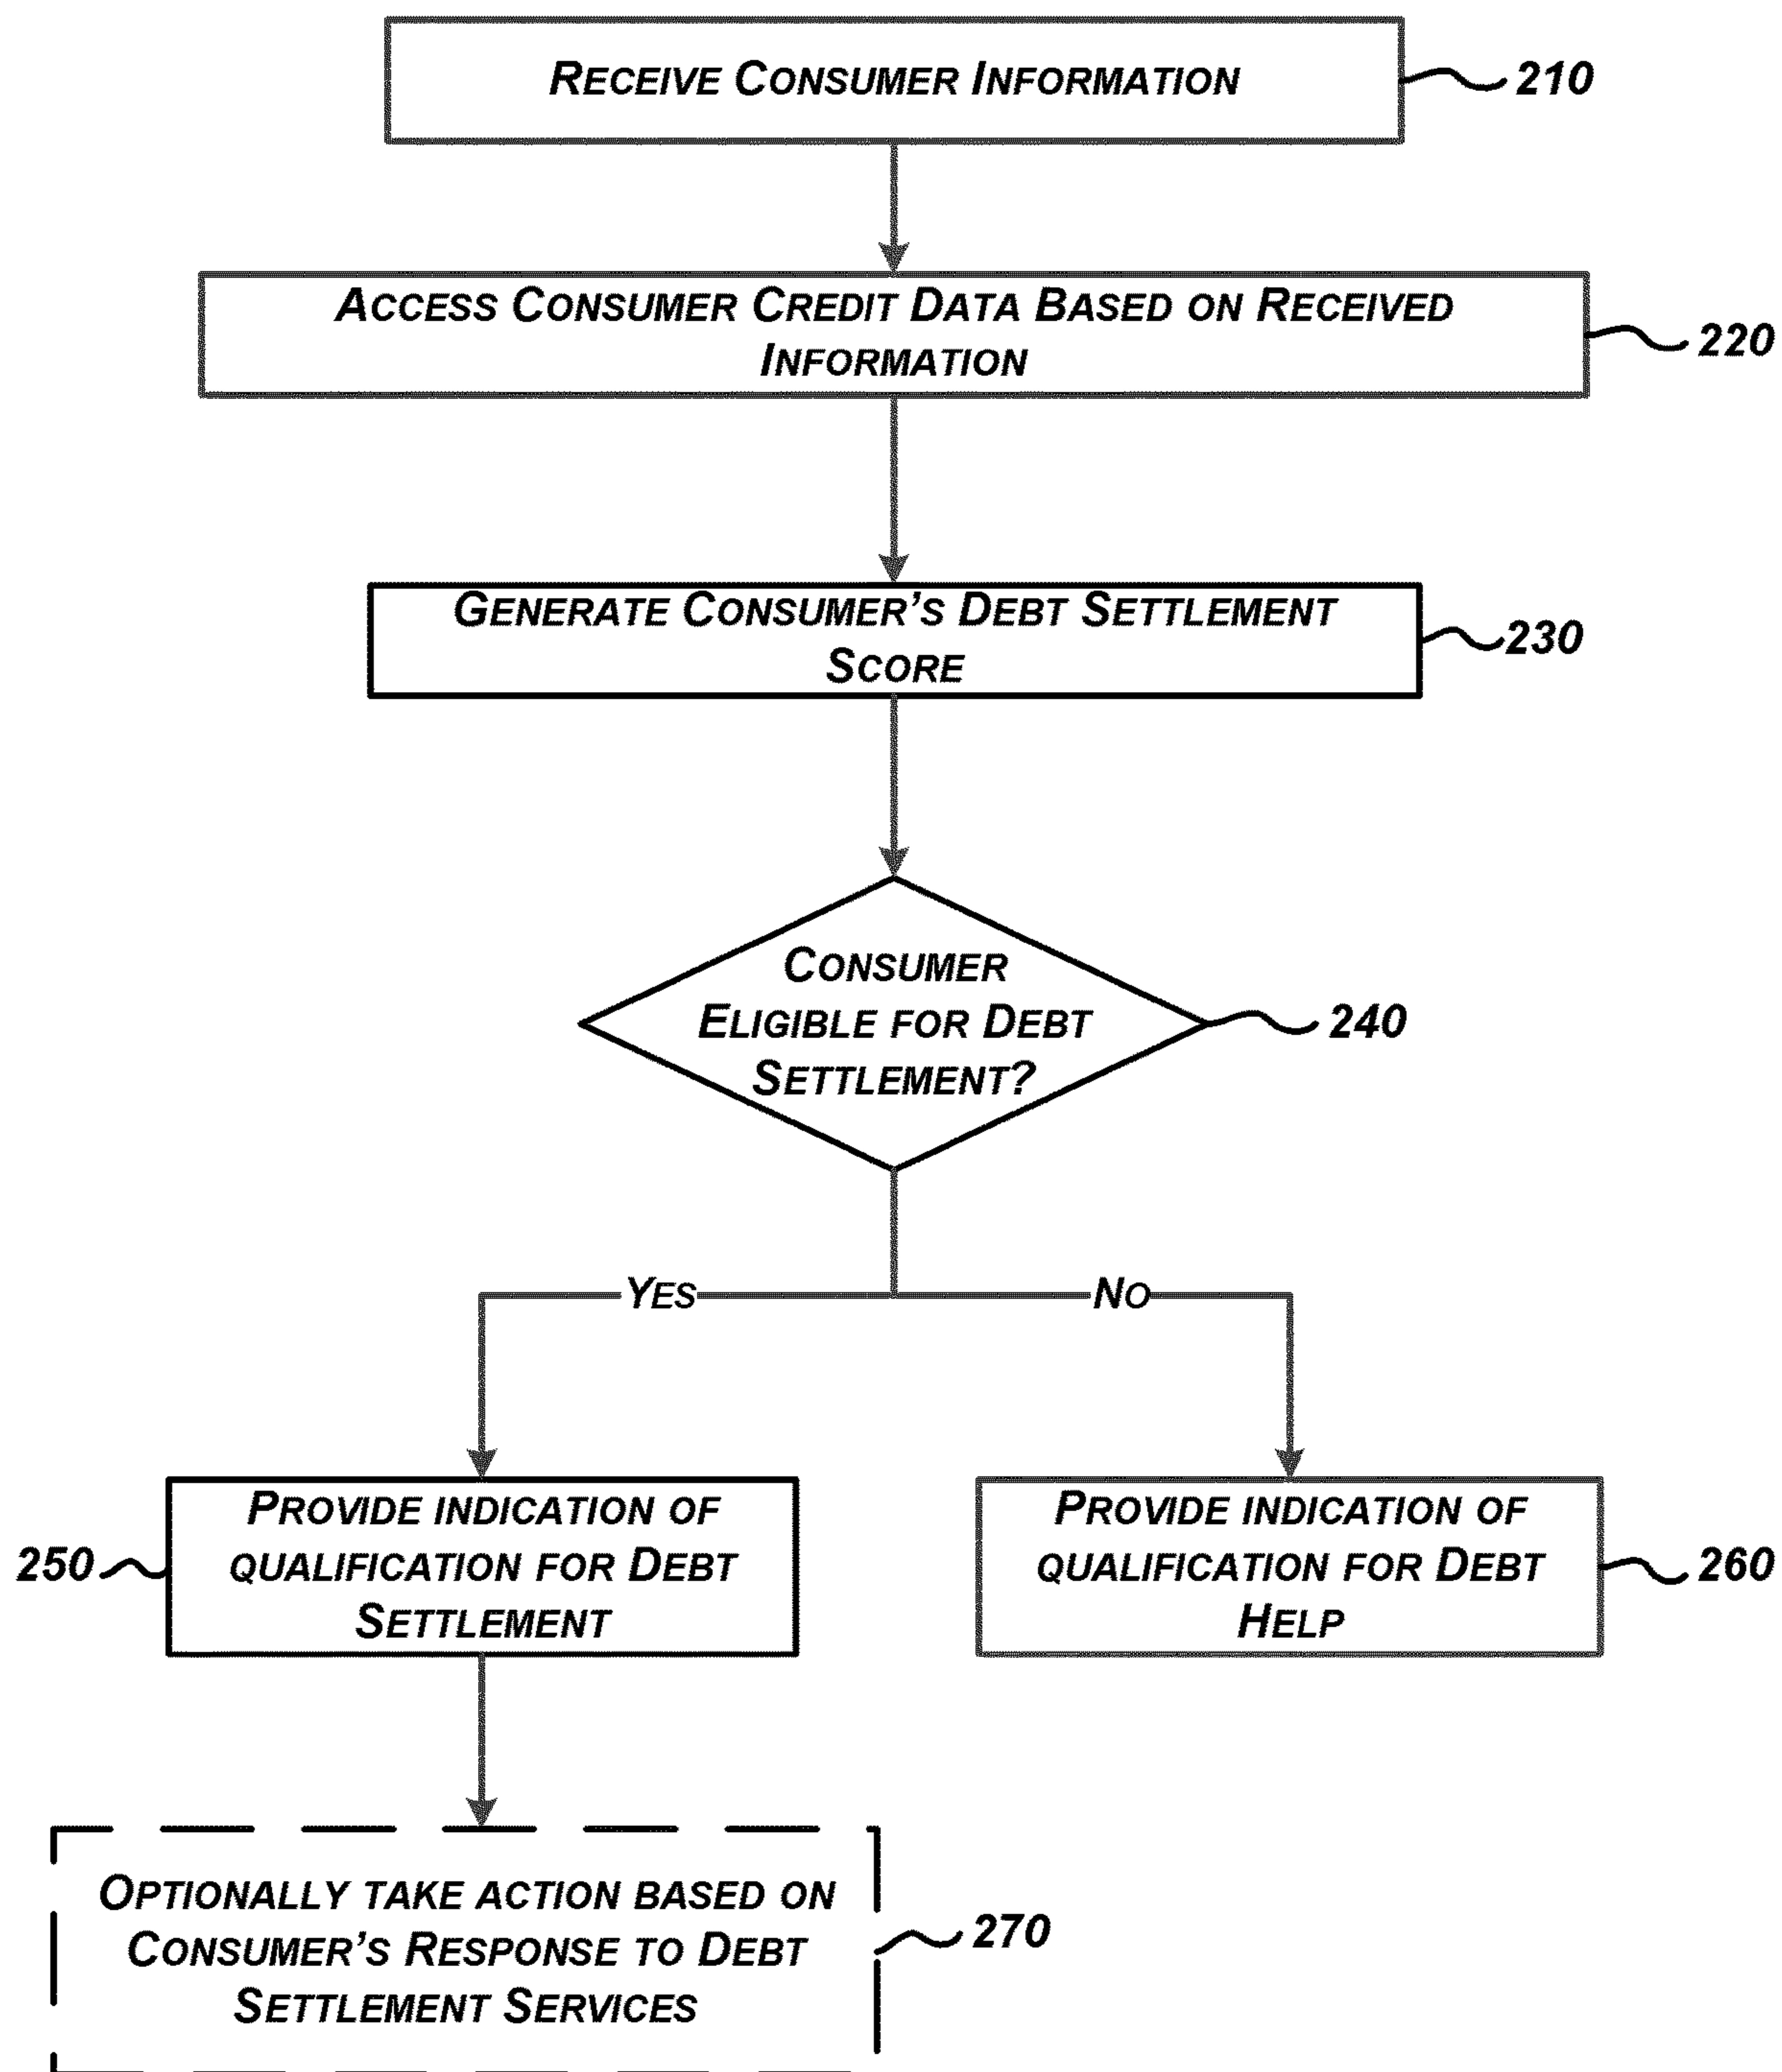 RECEIVE CONSUMER INFORMATION
210
ACCESS CONSUMER CREDIT DATA BASED ON RECEIVED
INFORMATION
220
GENERATE CONSUMER'S DEBT SETTLEMENT
SCORE
230
CONSUMER
ELIGIBLE FOR DEBT
SETTLEMENT?
240
YES
NO
250
PROVIDE INDICATION OF
QUALIFICATION FOR DEBT
SETTLEMENT
PROVIDE INDICATION OF
QUALIFICATION FOR DEBT
HELP
260
OPTIONALLY TAKE ACTION BASED ON
CONSUMER'S RESPONSE TO DEBT
SETTLEMENT SERVICES
270